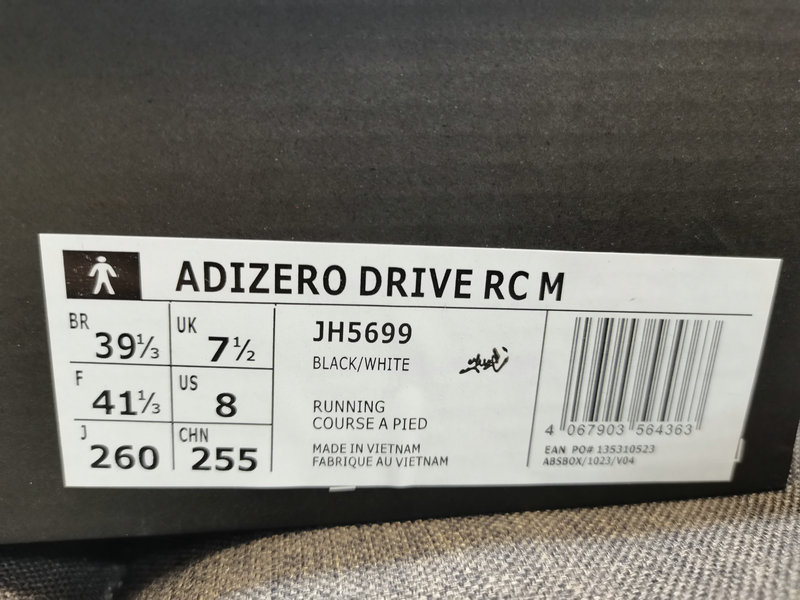 ADIZERO DRIVE RC M
BR 39⅓
UK 7½
F 41⅓
US 8
J 260
CHN 255
JH5699
BLACK/WHITE
RUNNING
COURSE A PIED
MADE IN VIETNAM
FABRIQUE AU VIETNAM
4 067903 564363
EAN PO# 135310523
ABSBOX/1023/V04